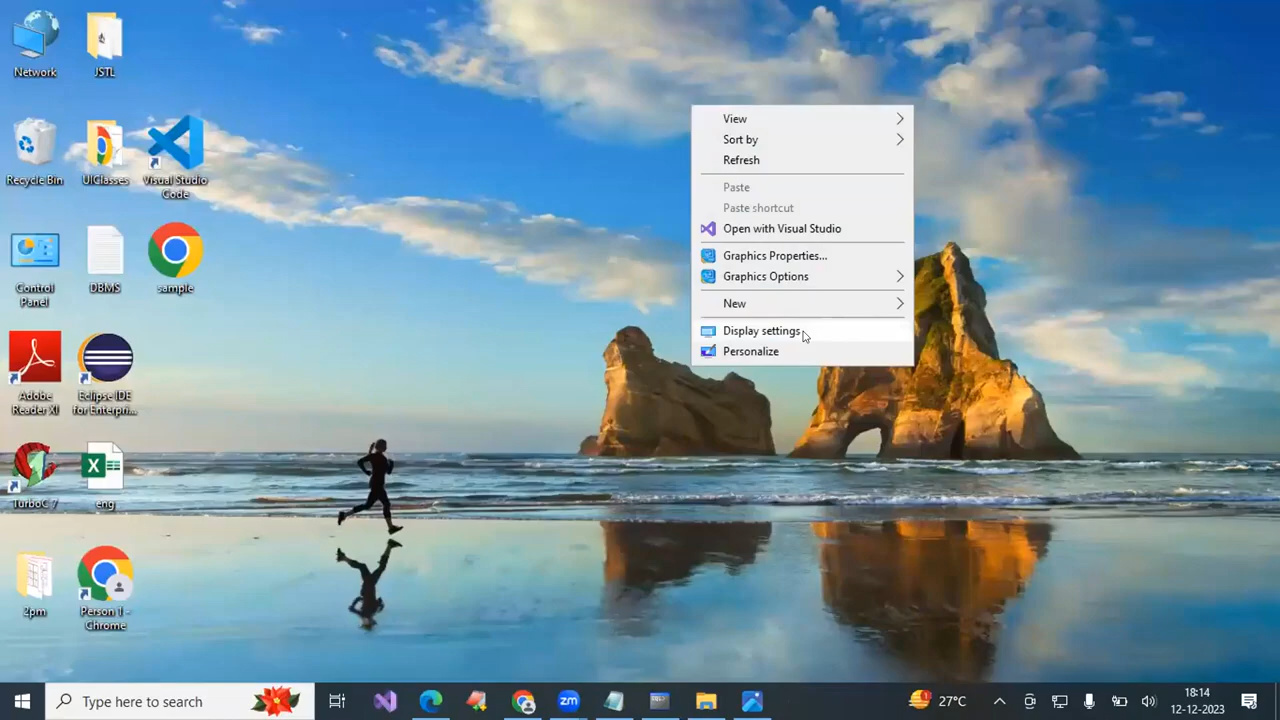 Network
JSTL
Recycle Bin
UIClasses
Visual Studio
Code
Control
Panel
DBMS
sample
Adobe
Reader XI
Eclipse IDE
for Enterpri...
TurboC 7
eng
2pm
Person 1 -
Chrome
View
Sort by
Refresh
Paste
Paste shortcut
Open with Visual Studio
Graphics Properties...
Graphics Options
New
Display settings
Personalize
Type here to search
zm
1
27°C
18:14
12-12-2023